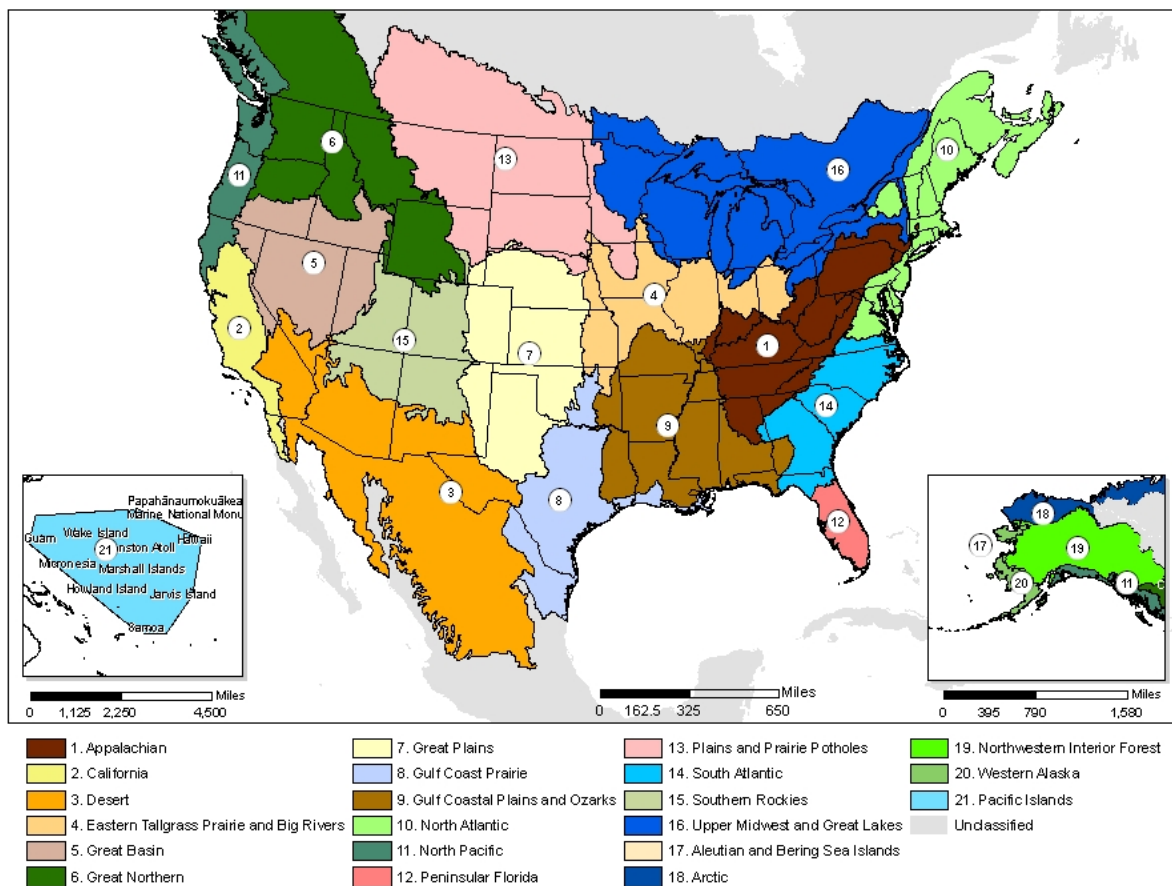 6
13
16
10
11
5
4
2
15
7
1
14
9
3
8
12
Papahānaumokuākea
Marine National Monu
Wake Island
Guam
Hawaii
21
Johnston Atoll
Micronesia
Marshall Islands
Howland Island
Jarvis Island
Samoa
Miles
0 1,125 2,250 4,500
Miles
0 162.5 325 650
18
17
19
20
11
Miles
0 395 790 1,580
1. Appalachian
2. California
3. Desert
4. Eastern Tallgrass Prairie and Big Rivers
5. Great Basin
6. Great Northern
7. Great Plains
8. Gulf Coast Prairie
9. Gulf Coastal Plains and Ozarks
10. North Atlantic
11. North Pacific
12. Peninsular Florida
13. Plains and Prairie Potholes
14. South Atlantic
15. Southern Rockies
16. Upper Midwest and Great Lakes
17. Aleutian and Bering Sea Islands
18. Arctic
19. Northwestern Interior Forest
20. Western Alaska
21. Pacific Islands
Unclassified